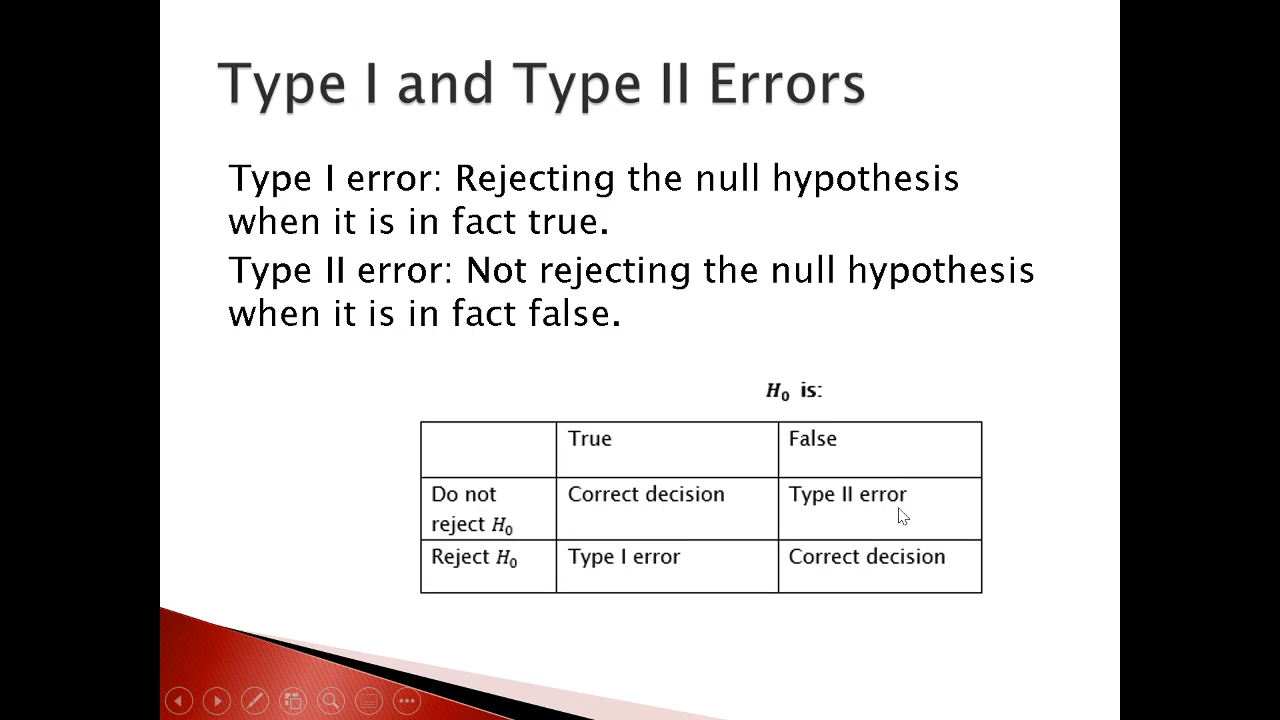 Type I and Type II Errors
Type I error: Rejecting the null hypothesis
when it is in fact true.
Type II error: Not rejecting the null hypothesis
when it is in fact false.
H₀ is:
True False
Do not
reject H₀ Correct decision Type II error
Reject H₀ Type I error Correct decision